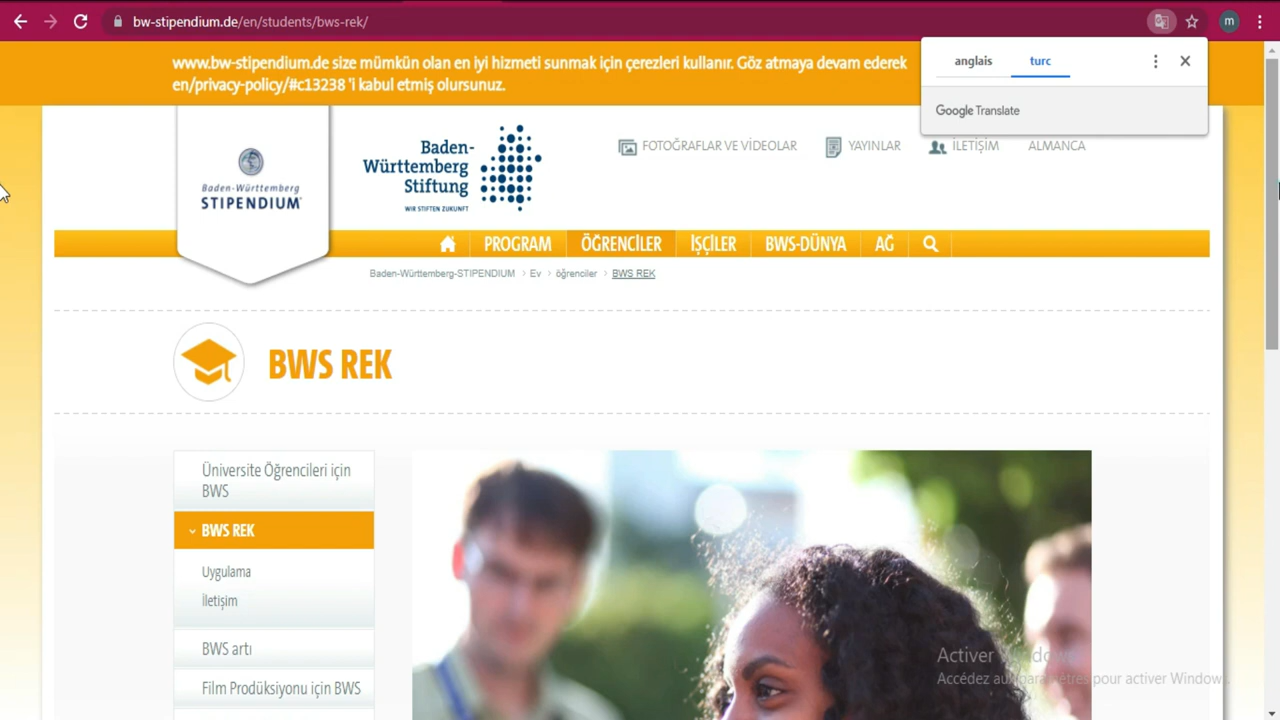 bw-stipendium.de/en/students/bws-rek/
m
www.bw-stipendium.de size mümkün olan en iyi hizmeti sunmak için çerezleri kullanır. Göz atmaya devam ederek
en/privacy-policy/#c13238 'i kabul etmiş olursunuz.
anglais
turc
Google Translate
Baden-Württemberg
STIPENDIUM
Baden-
Württemberg
Stiftung
WIR STIFTEN ZUKUNFT
FOTOĞRAFLAR VE VİDEOLAR
YAYINLAR
İLETİŞİM
ALMANCA
PROGRAM
ÖĞRENCİLER
İŞÇİLER
BWS-DÜNYA
AĞ
Baden-Württemberg-STIPENDIUM › Ev › öğrenciler › BWS REK
BWS REK
Üniversite Öğrencileri için
BWS
BWS REK
Uygulama
İletişim
BWS artı
Film Prodüksiyonu için BWS
Activer Windows
Accédez aux paramètres pour activer Windows.